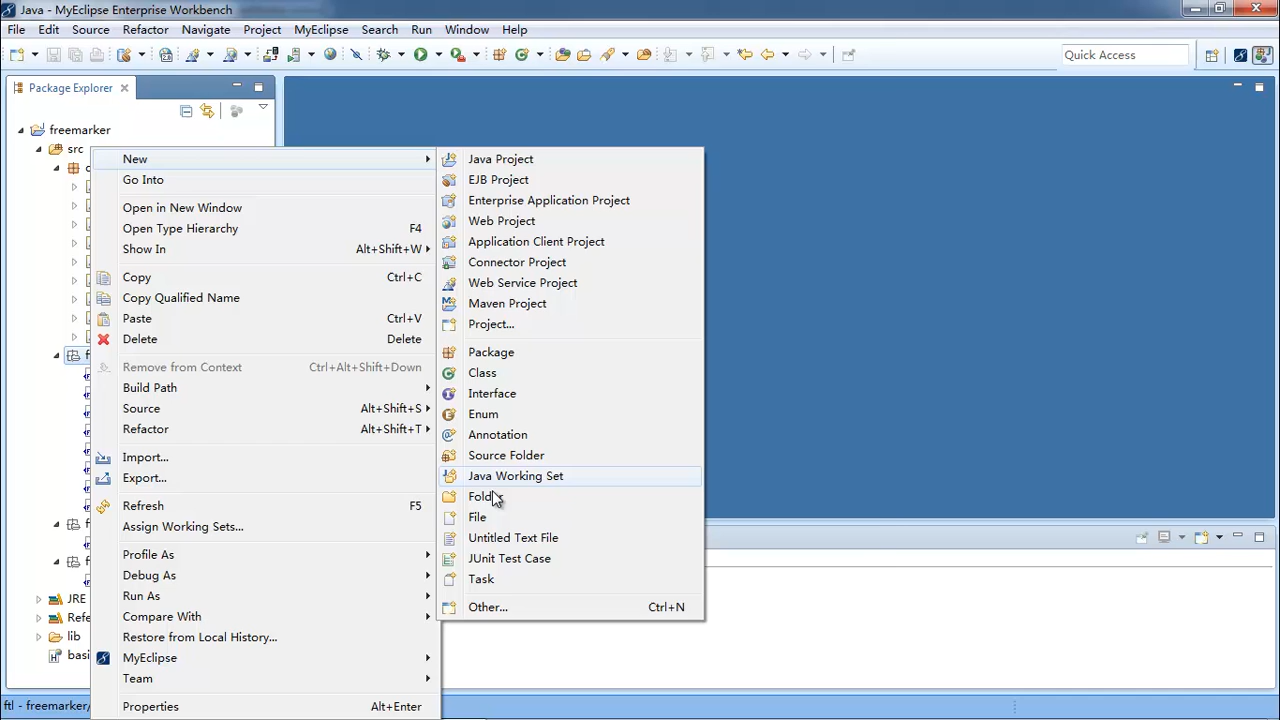 Java - MyEclipse Enterprise Workbench
File Edit Source Refactor Navigate Project MyEclipse Search Run Window Help
Quick Access
Package Explorer
freemarker
src
New
Go Into
Open in New Window
Open Type Hierarchy F4
Show In Alt+Shift+W
Copy Ctrl+C
Copy Qualified Name
Paste Ctrl+V
Delete Delete
Remove from Context Ctrl+Alt+Shift+Down
Build Path
Source Alt+Shift+S
Refactor Alt+Shift+T
Import...
Export...
Refresh F5
Assign Working Sets...
Profile As
Debug As
Run As
Compare With
Restore from Local History...
MyEclipse
Team
Properties Alt+Enter
Java Project
EJB Project
Enterprise Application Project
Web Project
Application Client Project
Connector Project
Web Service Project
Maven Project
Project...
Package
Class
Interface
Enum
Annotation
Source Folder
Java Working Set
Folder
File
Untitled Text File
JUnit Test Case
Task
Other... Ctrl+N
JRE
Refe
lib
basi
ftl - freemarker/